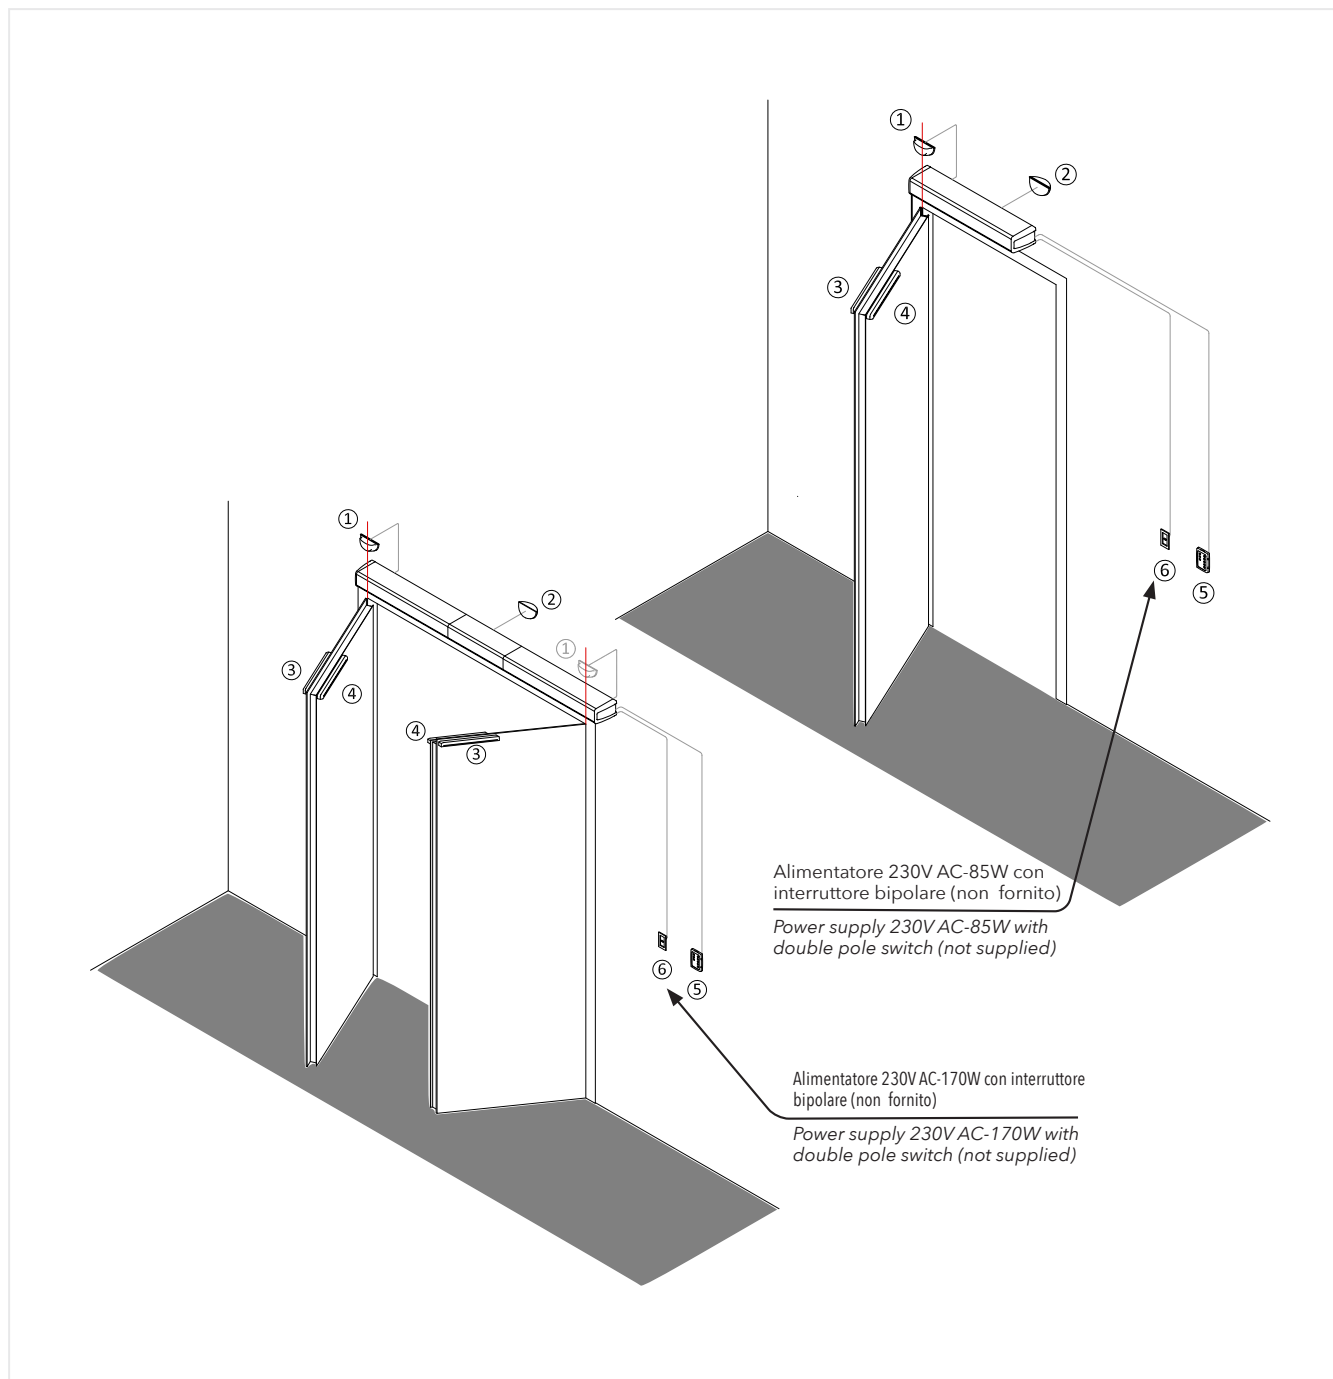 ①
②
③
④
⑥
⑤
①
②
①
③
④
④
③
⑥
⑤
Alimentatore 230V AC-85W con
interruttore bipolare (non fornito)
Power supply 230V AC-85W with
double pole switch (not supplied)
Alimentatore 230V AC-170W con interruttore
bipolare (non fornito)
Power supply 230V AC-170W with
double pole switch (not supplied)